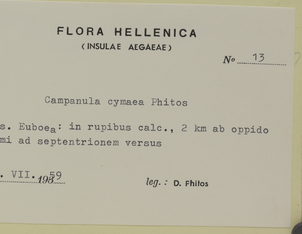 FLORA HELLENICA
(INSULAE AEGAEAE)
No 13
Campanula cymaea Phitos
s. Euboea: in rupibus calc., 2 km ab oppido
mi ad septentrionem versus
. VII. 1959
leg.: D. Phitos